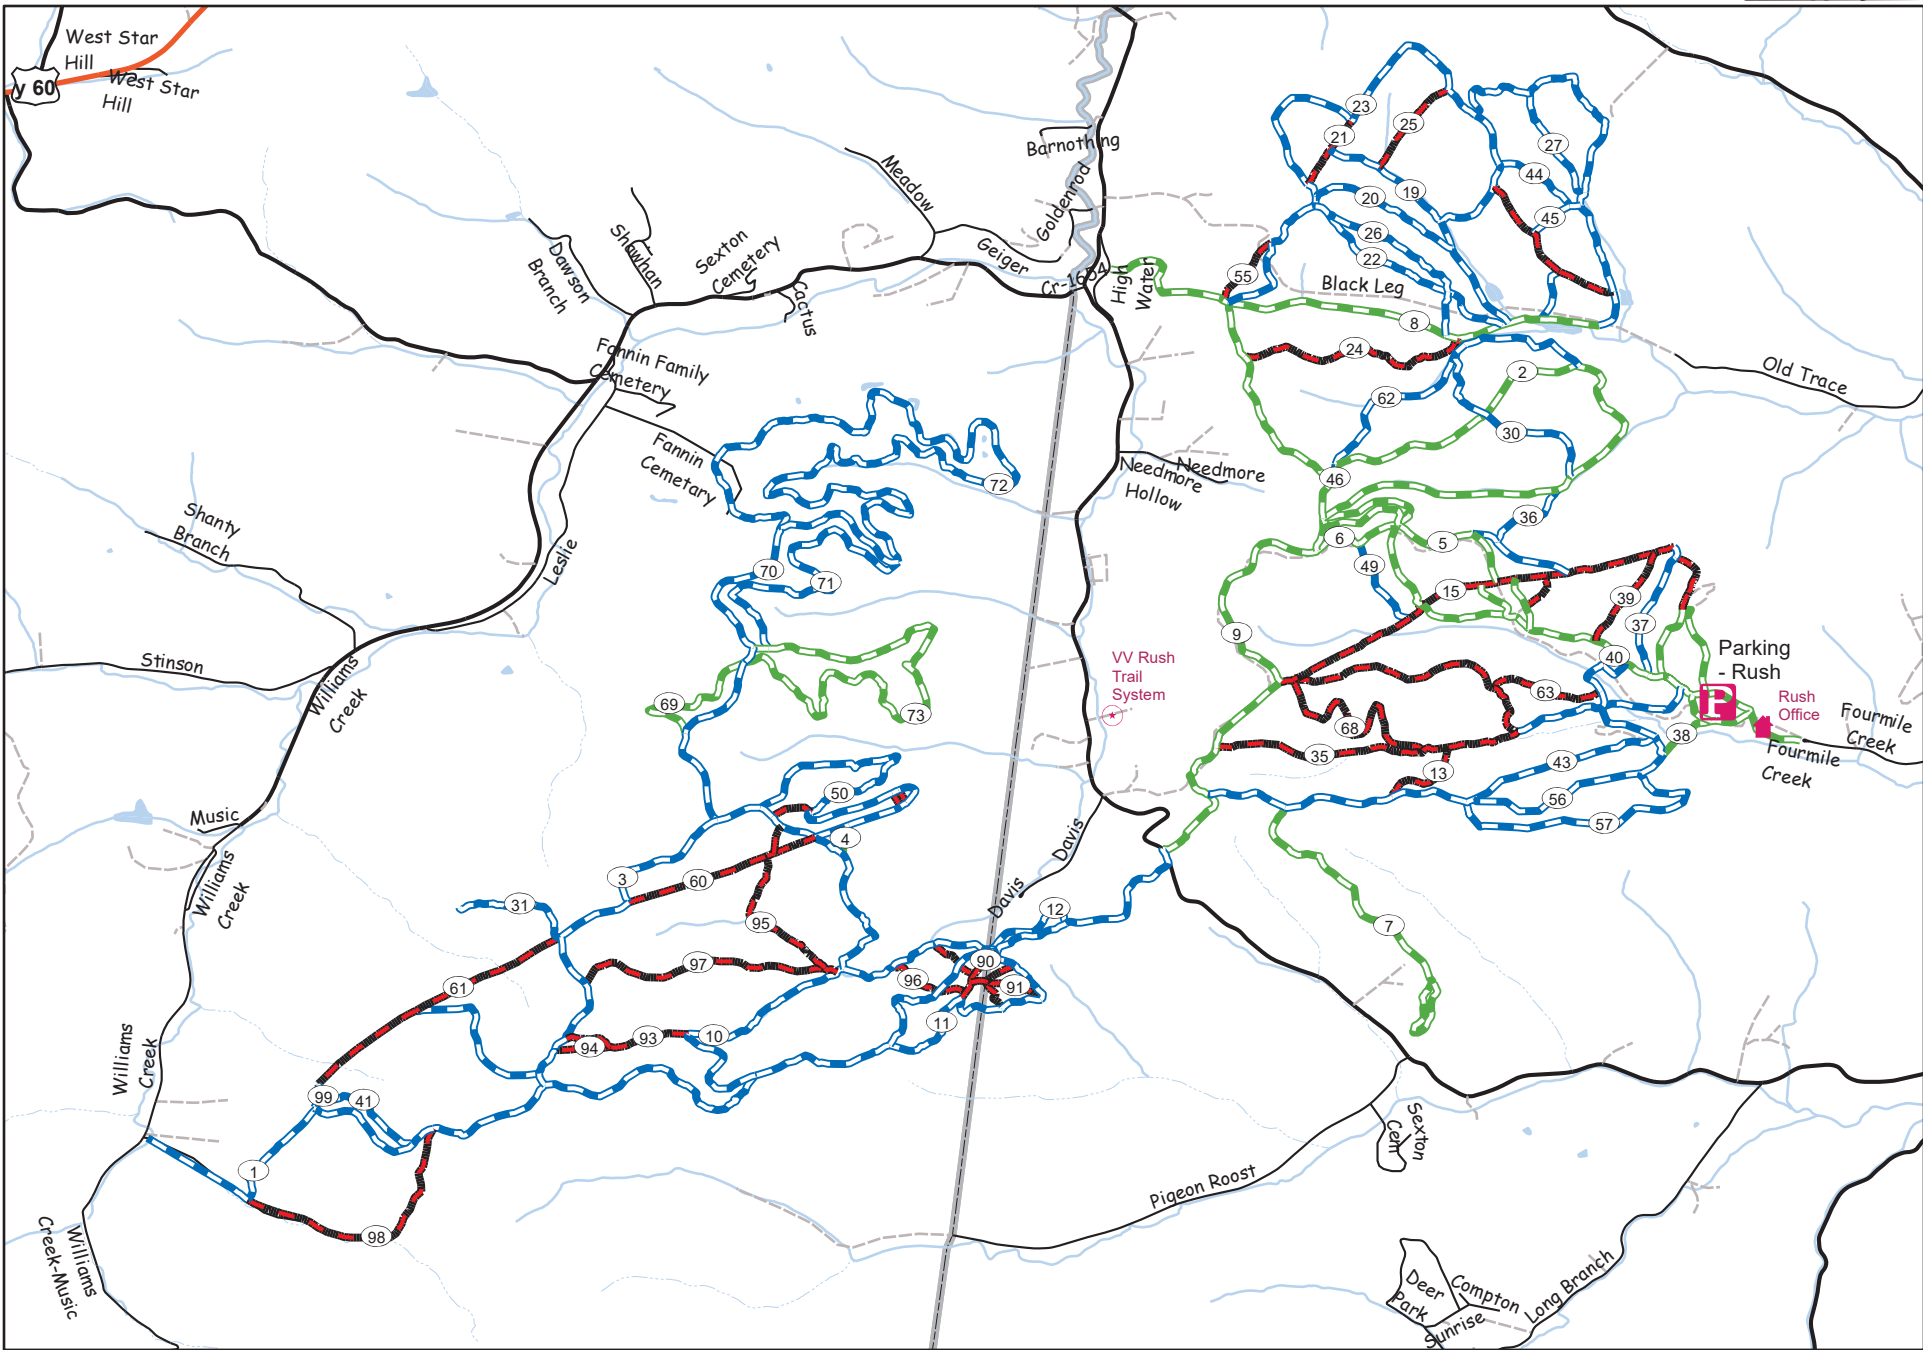 West Star
Hill
y 60
West Star
Hill
23
25
21
27
Barnothing
44
Meadow
20
19
Goldenrod
45
Shawhan
Sexton
Cemetery
26
Geiger
22
Dawson
Branch
Cr-1654
High
Water
55
Black Leg
Cactus
8
24
Fannin Family
Cemetery
2
Old Trace
62
30
Fannin
Cemetary
Needmore
Needmore
Hollow
46
72
Shanty
Branch
36
6
5
Leslie
49
70
71
15
39
37
9
Parking
- Rush
Stinson
VV Rush
Trail
System
40
Williams
Creek
63
Rush
Office
69
73
68
Fourmile
Creek
38
35
Fourmile
Creek
43
13
50
56
Music
57
4
Davis
3
60
Williams
Creek
Davis
31
12
95
7
90
97
96
91
61
11
93
10
94
Williams
Creek
99
41
Sexton
Cem
1
Pigeon Roost
98
Williams
Creek-Music
Deer
Park
Compton
Long Branch
Sunrise